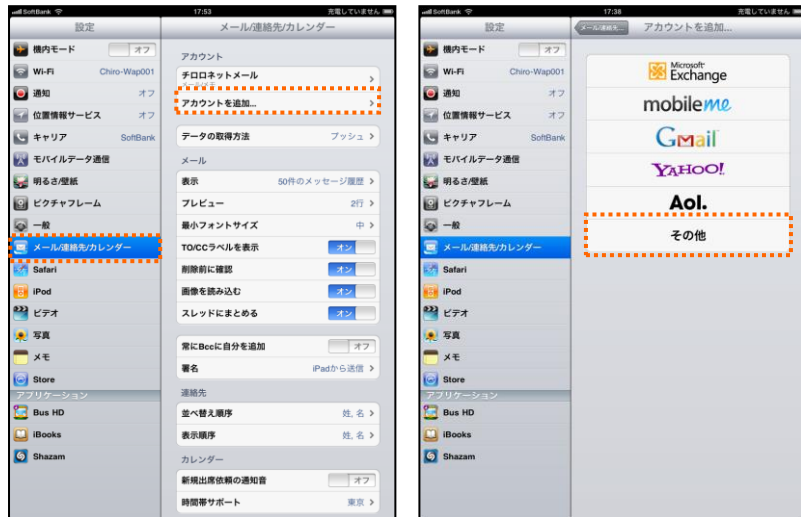 SoftBank 17:53 充電していません
設定
機内モード オフ
Wi-Fi Chiro-Wap001
通知 オフ
位置情報サービス オフ
キャリア SoftBank
モバイルデータ通信
明るさ/壁紙
ピクチャフレーム
一般
メール/連絡先/カレンダー
Safari
iPod
ビデオ
写真
メモ
Store
アプリケーション
Bus HD
iBooks
Shazam
メール/連絡先/カレンダー
アカウント
チロロネットメール
メール/メモ
アカウントを追加...
データの取得方法 プッシュ
メール
表示 50件のメッセージ履歴
プレビュー 2行
最小フォントサイズ 中
TO/CCラベルを表示 オン
削除前に確認 オン
画像を読み込む オン
スレッドにまとめる オン
常にBccに自分を追加 オフ
署名 iPadから送信
連絡先
並べ替え順序 姓, 名
表示順序 姓, 名
カレンダー
新規出席依頼の通知音 オフ
時間帯サポート 東京
SoftBank 17:38 充電していません
設定
機内モード オフ
Wi-Fi Chiro-Wap001
通知 オフ
位置情報サービス オフ
キャリア SoftBank
モバイルデータ通信
明るさ/壁紙
ピクチャフレーム
一般
メール/連絡先/カレンダー
Safari
iPod
ビデオ
写真
メモ
Store
アプリケーション
Bus HD
iBooks
Shazam
メール/連絡先...
アカウントを追加...
Microsoft
Exchange
mobileme
Gmail
YAHOO!
Aol.
その他